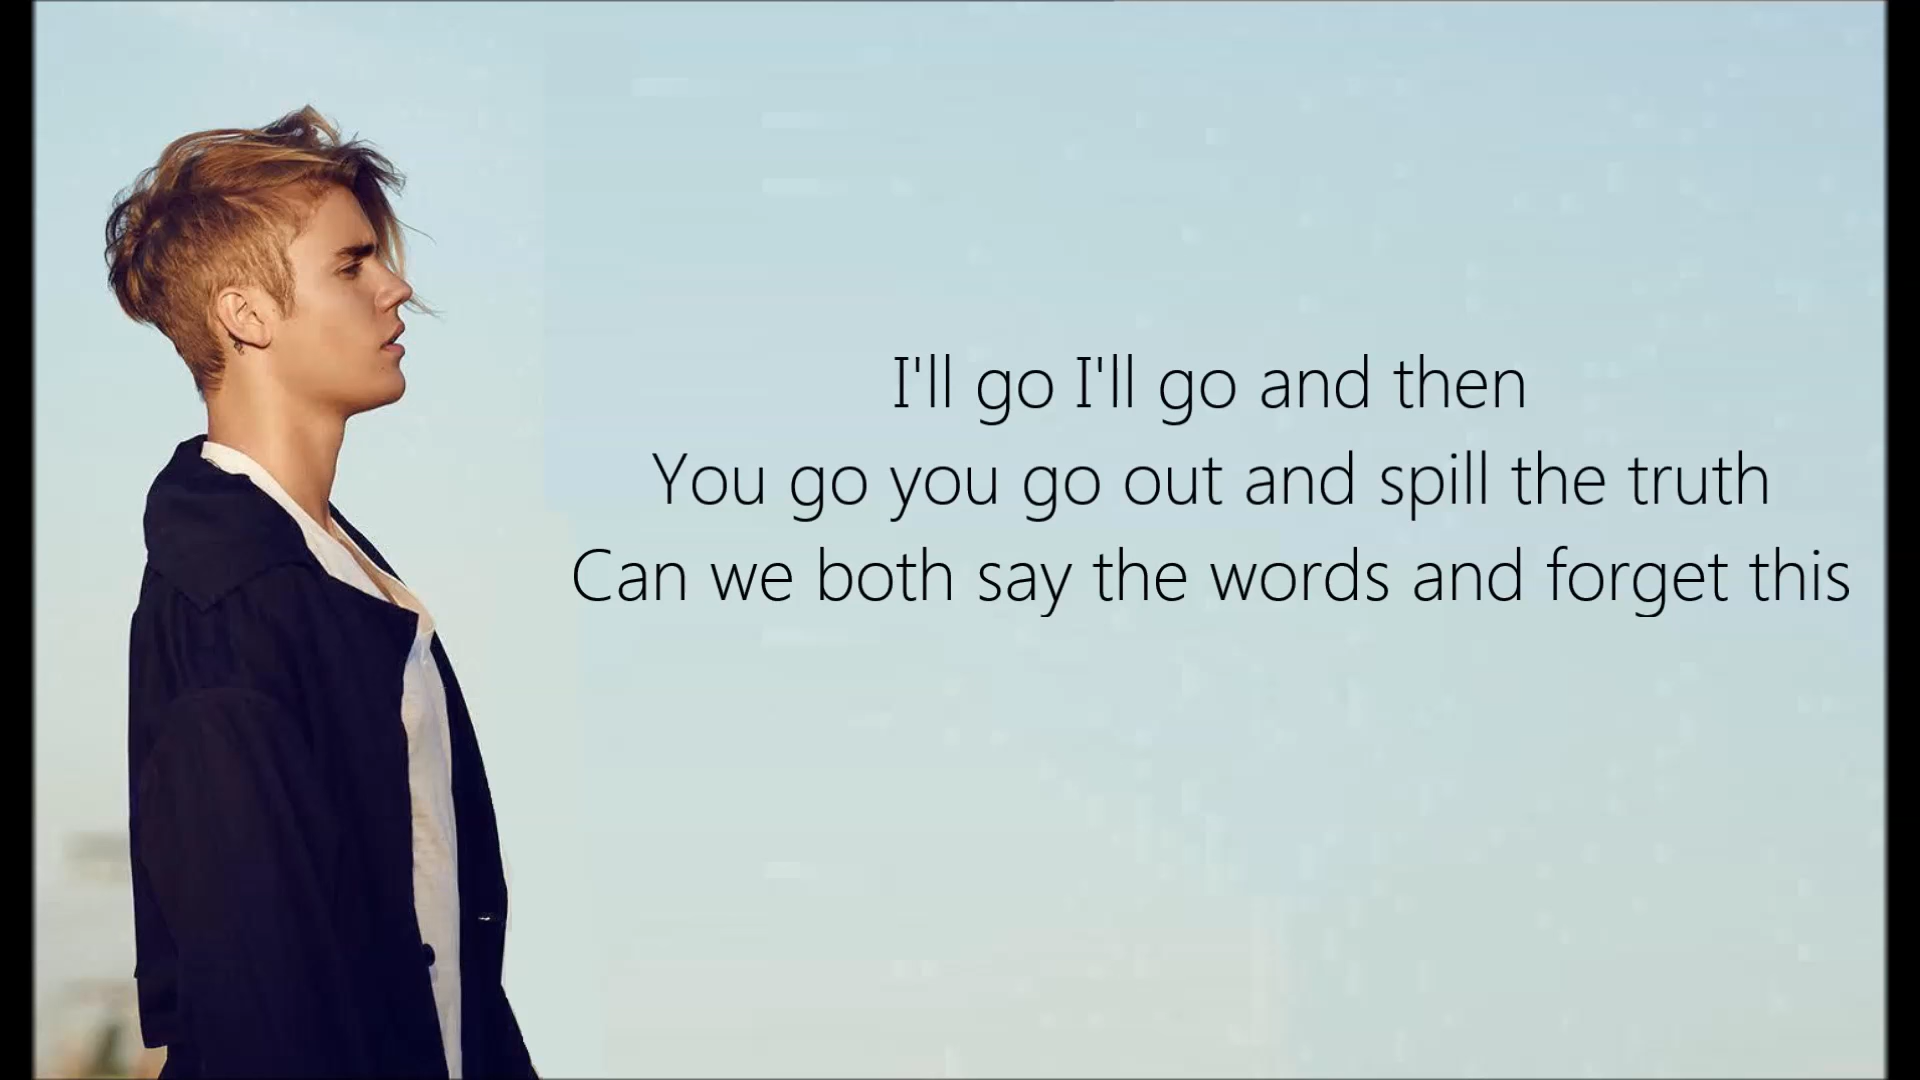 I'll go I'll go and then
You go you go out and spill the truth
Can we both say the words and forget this